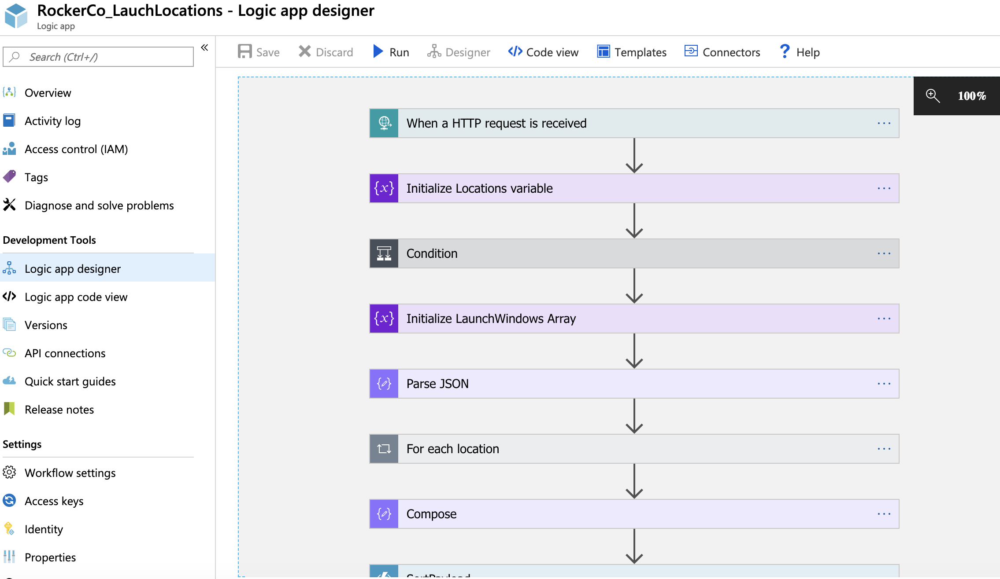 RockerCo_LauchLocations - Logic app designer
Logic app
Search (Ctrl+/)
Save
Discard
Run
Designer
Code view
Templates
Connectors
Help
Overview
Activity log
Access control (IAM)
Tags
Diagnose and solve problems
Development Tools
Logic app designer
Logic app code view
Versions
API connections
Quick start guides
Release notes
Settings
Workflow settings
Access keys
Identity
Properties
100%
When a HTTP request is received
Initialize Locations variable
Condition
Initialize LaunchWindows Array
Parse JSON
For each location
Compose
SortPayload